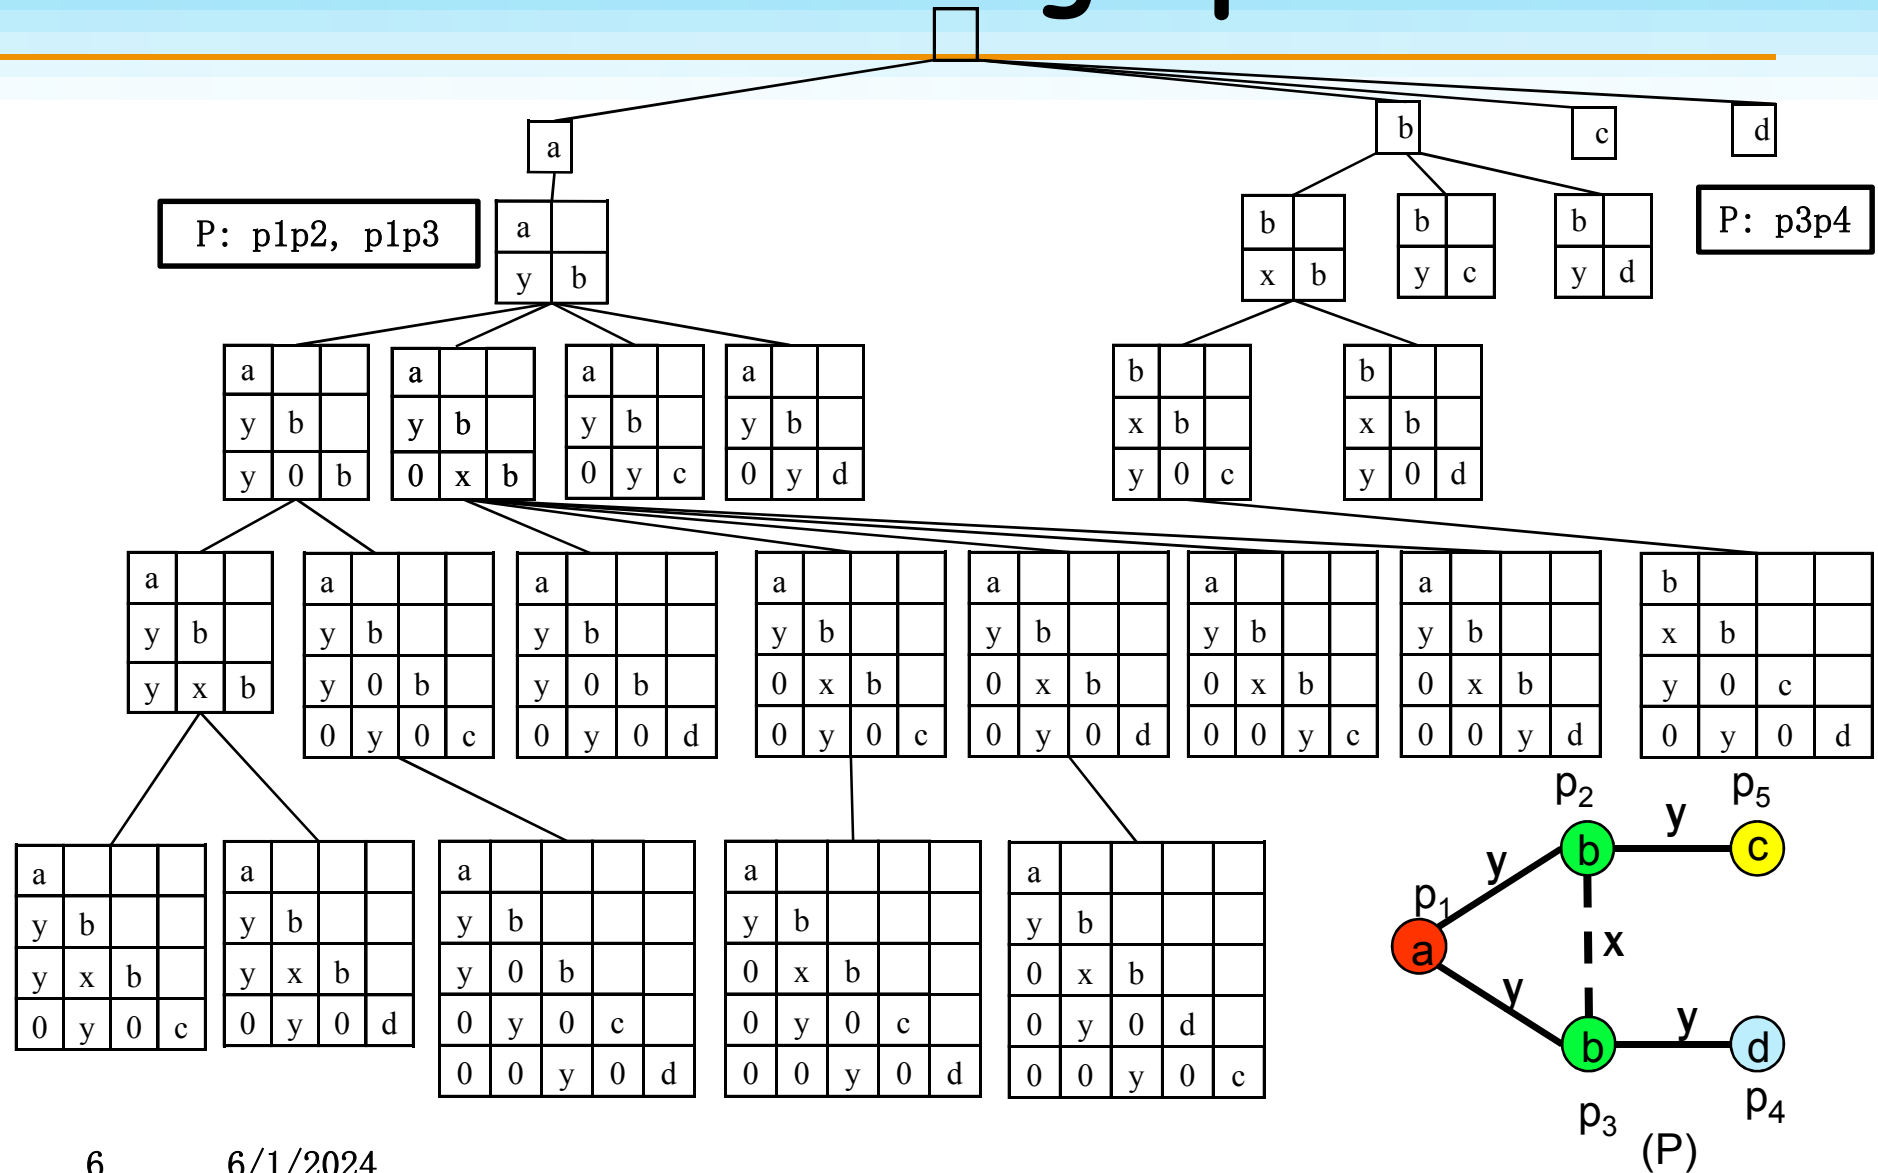 a
b
c
d
P: p1p2, p1p3
a
y b
b
x b
b
y c
b
y d
P: p3p4
a
y b
y 0 b
a
y b
0 x b
a
y b
0 y c
a
y b
0 y d
b
x b
y 0 c
b
x b
y 0 d
a
y b
y x b
a
y b
y 0 b
0 y 0 c
a
y b
y 0 b
0 y 0 d
a
y b
0 x b
0 y 0 c
a
y b
0 x b
0 y 0 d
a
y b
0 x b
0 0 y c
a
y b
0 x b
0 0 y d
b
x b
y 0 c
0 y 0 d
a
y b
y x b
0 y 0 c
a
y b
y x b
0 y 0 d
a
y b
y 0 b
0 y 0 c
0 0 y 0 d
a
y b
0 x b
0 y 0 c
0 0 y 0 d
a
y b
0 x b
0 y 0 d
0 0 y 0 c
p2 p5
y
b c
y
p1
x
a
y
y
b d
p4
p3
(P)
6 6/1/2024